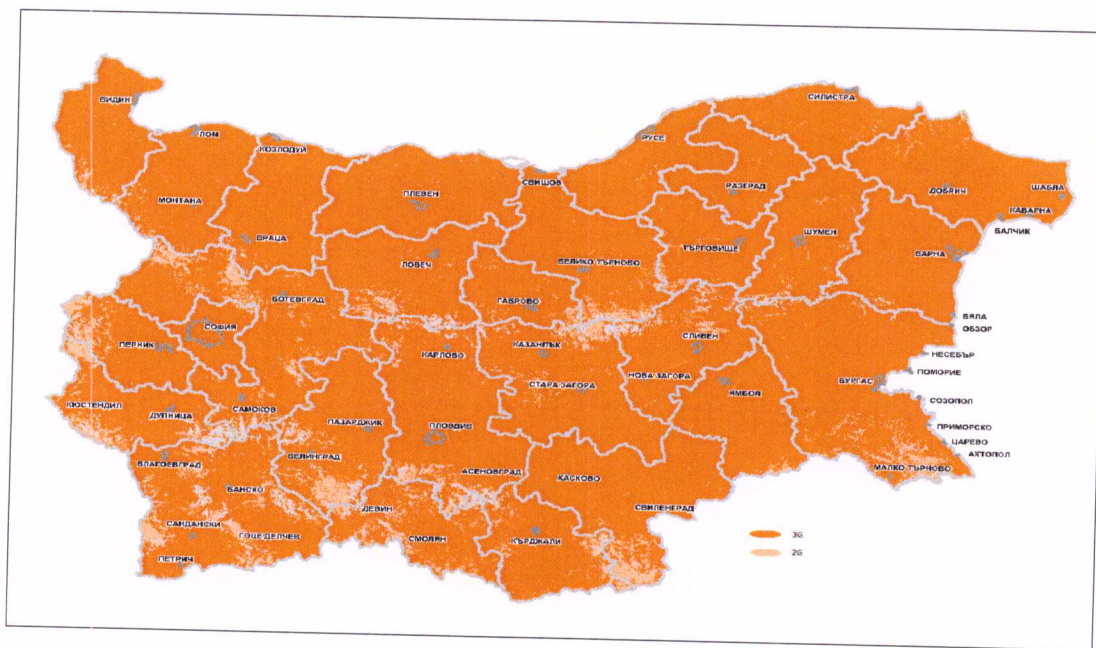 ВИДИН
СИЛИСТРА
ЛОМ
РУСЕ
КОЗЛОДУЙ
СВИЩОВ
РАЗГРАД
ДОБРИЧ
ШАБЛА
ПЛЕВЕН
МОНТАНА
КАВАРНА
БАЛЧИК
ШУМЕН
ВРАЦА
ТЪРГОВИЩЕ
ВАРНА
ЛОВЕЧ
ВЕЛИКО ТЪРНОВО
БОТЕВГРАД
ГАБРОВО
БЯЛА
СОФИЯ
ОБЗОР
СЛИВЕН
ПЕРНИК
КАРЛОВО
КАЗАНЛЪК
НЕСЕБЪР
НОВА ЗАГОРА
ПОМОРИЕ
СТАРА ЗАГОРА
БУРГАС
ЯМБОЛ
КЮСТЕНДИЛ
САМОКОВ
СОЗОПОЛ
ДУПНИЦА
ПАЗАРДЖИК
ПЛОВДИВ
ПРИМОРСКО
ЦАРЕВО
АХТОПОЛ
БЛАГОЕВГРАД
ВЕЛИНГРАД
АСЕНОВГРАД
МАЛКО ТЪРНОВО
ХАСКОВО
БАНСКО
ДЕВИН
СВИЛЕНГРАД
САНДАНСКИ
ГОЦЕ ДЕЛЧЕВ
СМОЛЯН
КЪРДЖАЛИ
ПЕТРИЧ
3G
2G